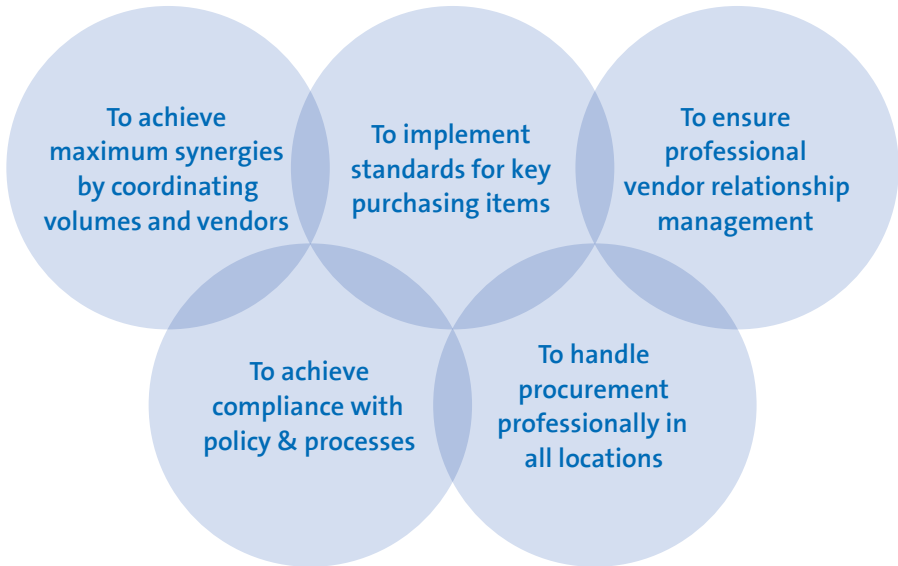 To achieve
maximum synergies
by coordinating
volumes and vendors
To implement
standards for key
purchasing items
To ensure
professional
vendor relationship
management
To achieve
compliance with
policy & processes
To handle
procurement
professionally in
all locations